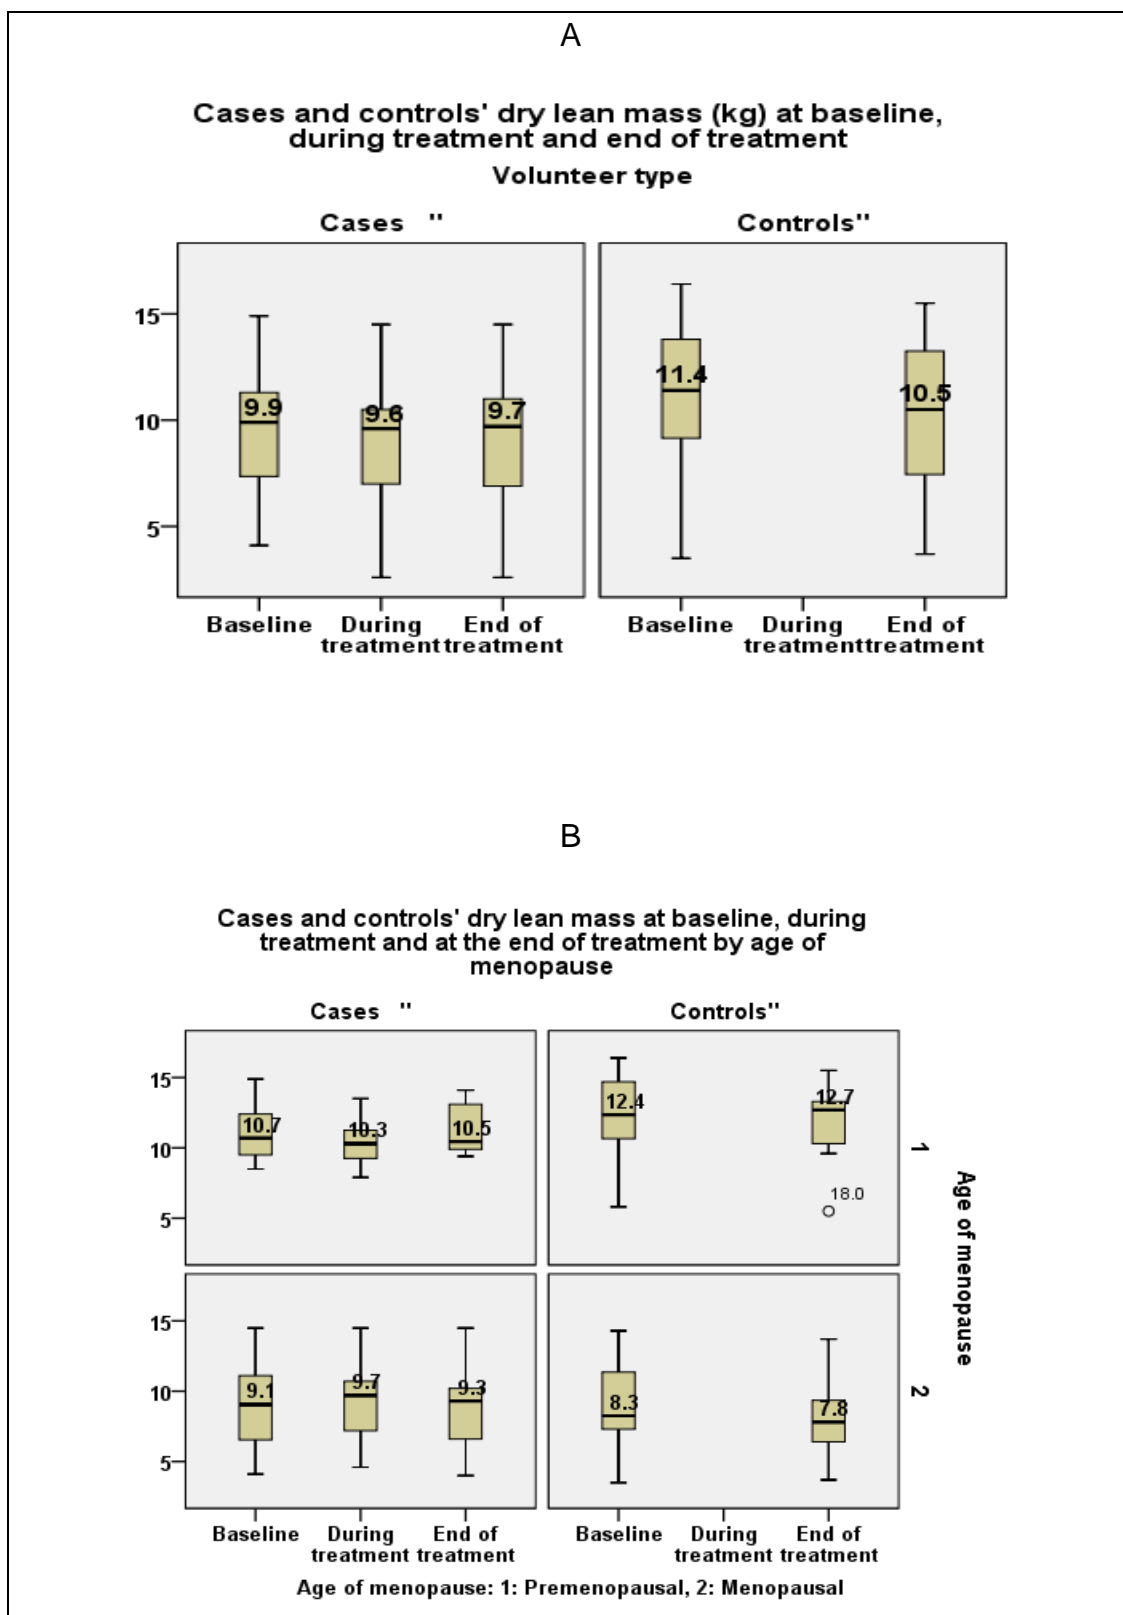 A
Cases and controls' dry lean mass (kg) at baseline,
during treatment and end of treatment
Volunteer type
Cases "
Controls"
15
10
5
9.9
9.6
9.7
11.4
10.5
Baseline
During
treatment
End of
treatment
Baseline
During
treatment
End of
treatment
B
Cases and controls' dry lean mass at baseline, during
treatment and at the end of treatment by age of
menopause
Cases "
Controls"
15
10
5
10.7
10.3
10.5
12.4
12.7
18.0
1
15
10
5
9.1
9.7
9.3
8.3
7.8
2
Age of menopause
Baseline
During
treatment
End of
treatment
Baseline
During
treatment
End of
treatment
Age of menopause: 1: Premenopausal, 2: Menopausal